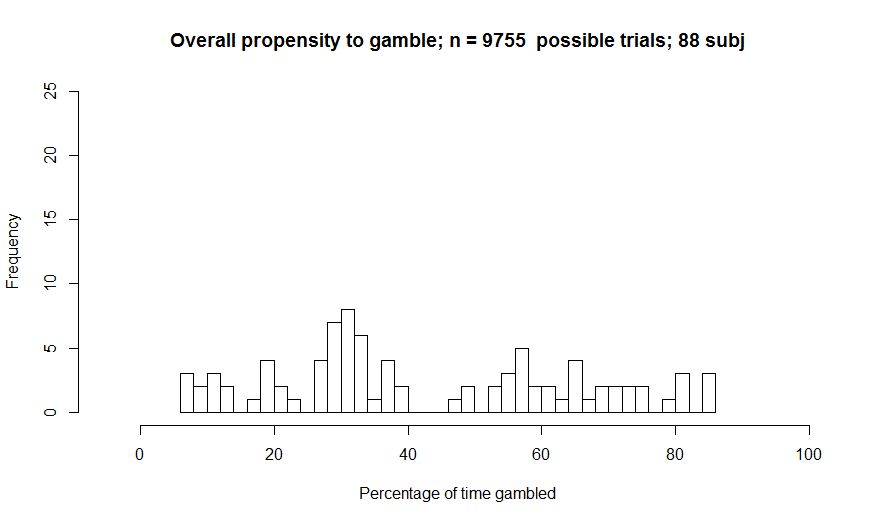 Overall propensity to gamble; n = 9755  possible trials; 88 subj
Frequency
25
20
15
10
5
0
0 20 40 60 80 100
Percentage of time gambled